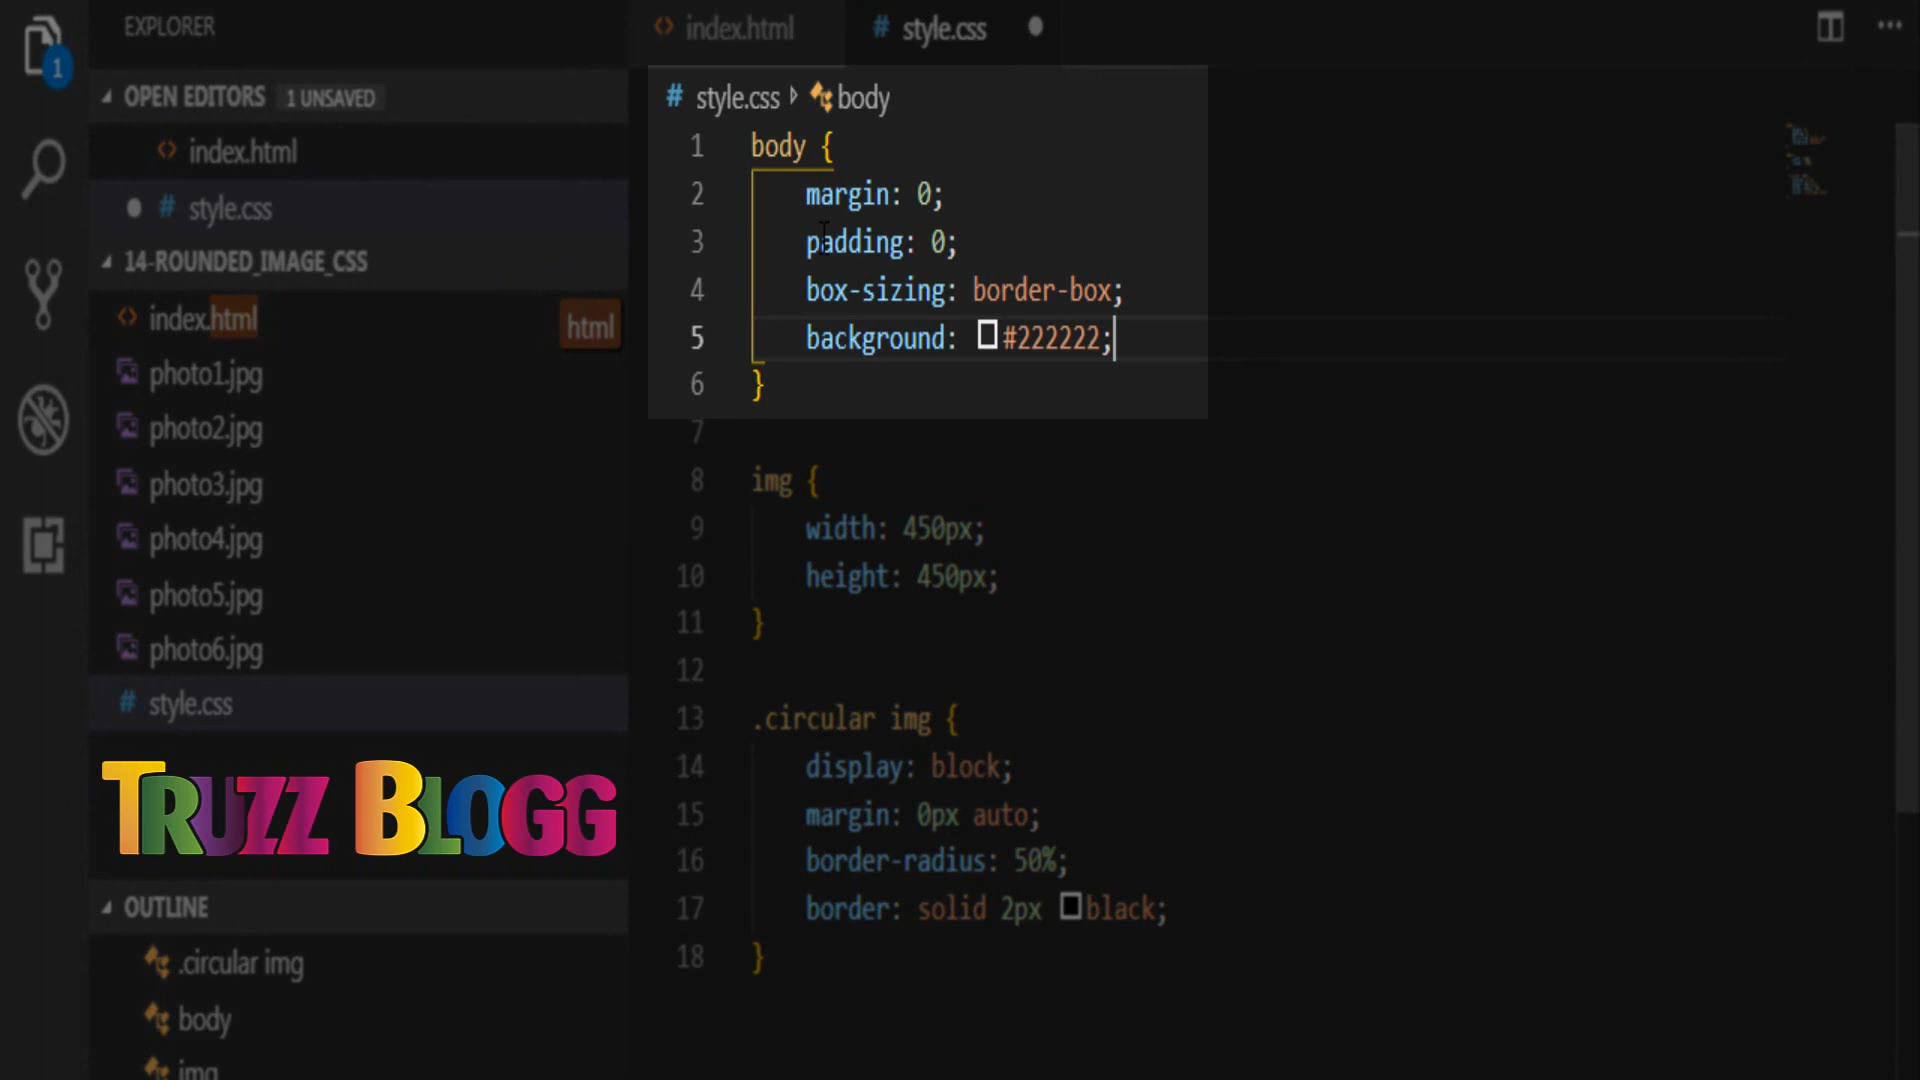 EXPLORER
OPEN EDITORS 1 UNSAVED
index.html
style.css
14-ROUNDED_IMAGE_CSS
index.html html
photo1.jpg
photo2.jpg
photo3.jpg
photo4.jpg
photo5.jpg
photo6.jpg
style.css
TRUZZ BLOGG
OUTLINE
.circular img
body
img
1
index.html
style.css
style.css body
1 body {
2 margin: 0;
3 padding: 0;
4 box-sizing: border-box;
5 background: #222222;
6 }
7
8 img {
9 width: 450px;
10 height: 450px;
11 }
12
13 .circular img {
14 display: block;
15 margin: 0px auto;
16 border-radius: 50%;
17 border: solid 2px black;
18 }